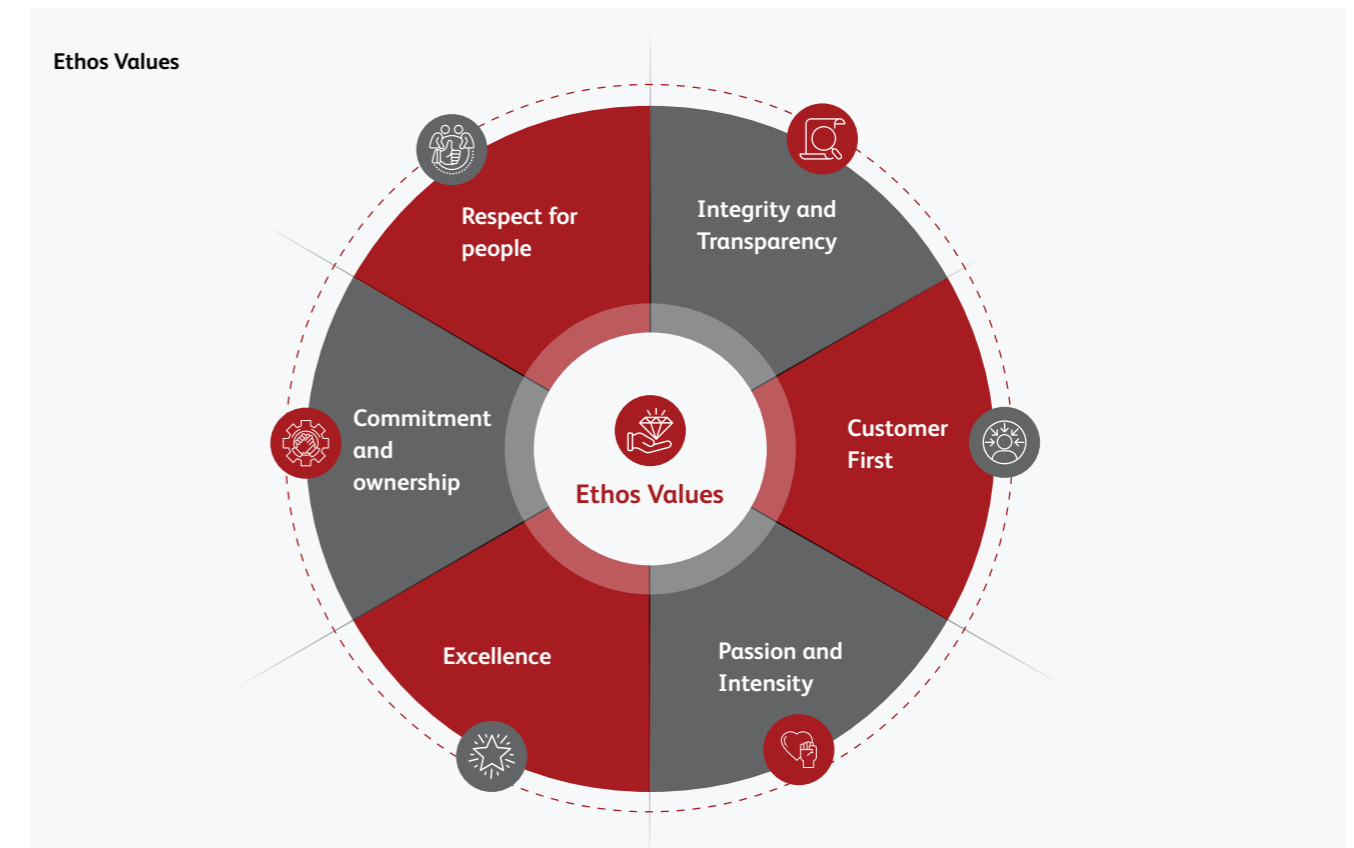 Ethos Values
Respect for
people
Integrity and
Transparency
Commitment
and
ownership
Customer
First
Ethos Values
Excellence
Passion and
Intensity